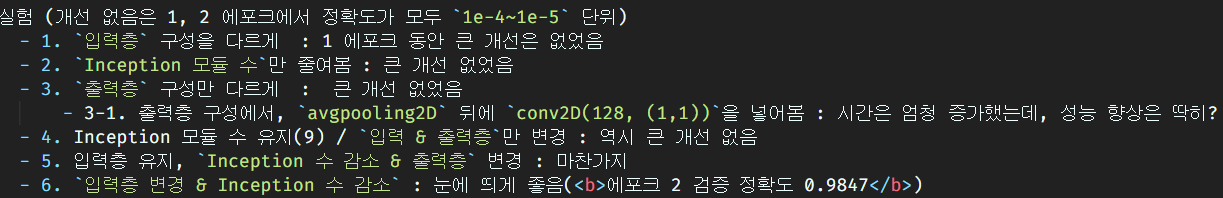 실험 (개선 없음은 1, 2 에포크에서 정확도가 모두 `1e-4~1e-5` 단위)
- 1. `입력층` 구성을 다르게  : 1 에포크 동안 큰 개선은 없었음
- 2. `Inception 모듈 수`만 줄여봄 : 큰 개선 없었음
- 3. `출력층` 구성만 다르게  :  큰 개선 없었음
- 3-1. 출력층 구성에서, `avgpooling2D` 뒤에 `conv2D(128, (1,1))`을 넣어봄 : 시간은 엄청 증가했는데, 성능 향상은 딱히?
- 4. Inception 모듈 수 유지(9) / `입력 & 출력층`만 변경 : 역시 큰 개선 없음
- 5. 입력층 유지, `Inception 수 감소 & 출력층` 변경 : 마찬가지
- 6. `입력층 변경 & Inception 수 감소` : 눈에 띄게 좋음(<b>에포크 2 검증 정확도 0.9847</b>)